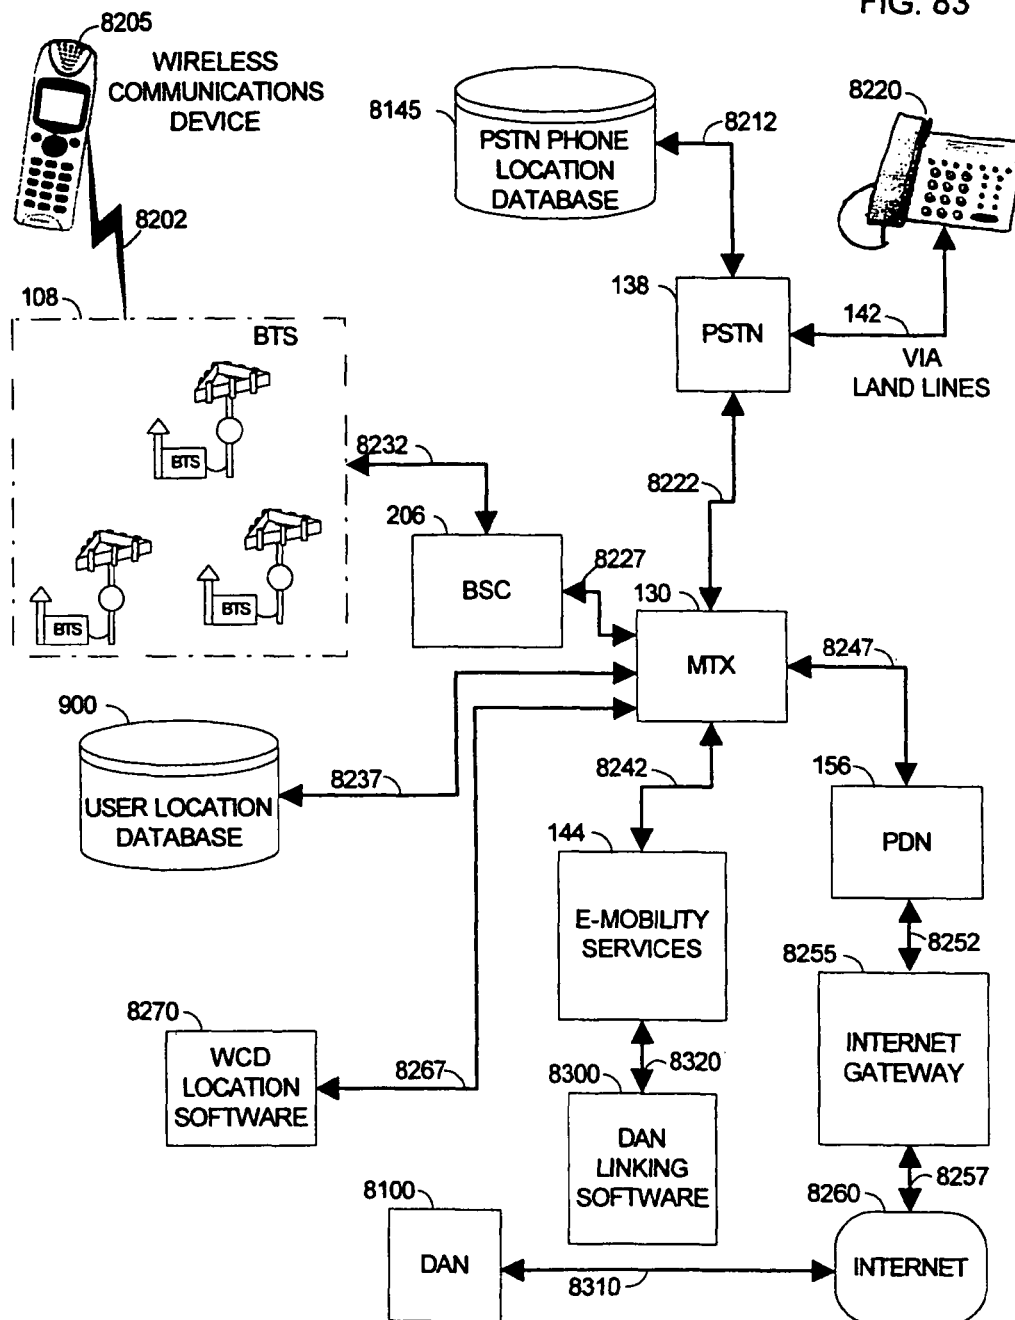 FIG. 83
8205
WIRELESS
COMMUNICATIONS
DEVICE
8145
PSTN PHONE
LOCATION
DATABASE
8212
8220
8202
108
BTS
138
PSTN
142
VIA
LAND LINES
BTS
8232
8222
206
BSC
8227
130
MTX
8247
BTS
BTS
900
USER LOCATION
DATABASE
8237
8242
156
PDN
144
E-MOBILITY
SERVICES
8252
8255
INTERNET
GATEWAY
8270
WCD
LOCATION
SOFTWARE
8267
8320
8300
DAN
LINKING
SOFTWARE
8257
8260
INTERNET
8100
DAN
8310